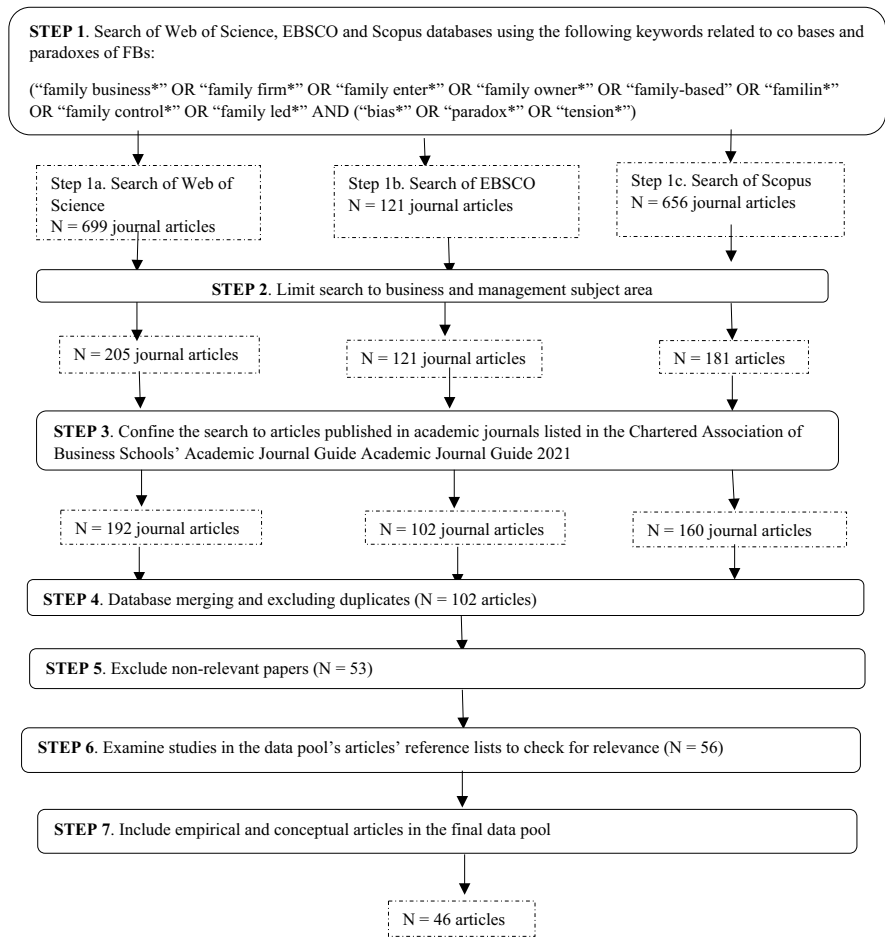 STEP 1. Search of Web of Science, EBSCO and Scopus databases using the following keywords related to co bases and
paradoxes of FBs:
(“family business*” OR “family firm*” OR “family enter*” OR “family owner*” OR “family-based” OR “familin*”
OR “family control*” OR “family led*” AND (“bias*” OR “paradox*” OR “tension*”)
Step 1a. Search of Web of
Science
N = 699 journal articles
Step 1b. Search of EBSCO
N = 121 journal articles
Step 1c. Search of Scopus
N = 656 journal articles
STEP 2. Limit search to business and management subject area
N = 205 journal articles
N = 121 journal articles
N = 181 articles
STEP 3. Confine the search to articles published in academic journals listed in the Chartered Association of
Business Schools’ Academic Journal Guide Academic Journal Guide 2021
N = 192 journal articles
N = 102 journal articles
N = 160 journal articles
STEP 4. Database merging and excluding duplicates (N = 102 articles)
STEP 5. Exclude non-relevant papers (N = 53)
STEP 6. Examine studies in the data pool’s articles’ reference lists to check for relevance (N = 56)
STEP 7. Include empirical and conceptual articles in the final data pool
N = 46 articles